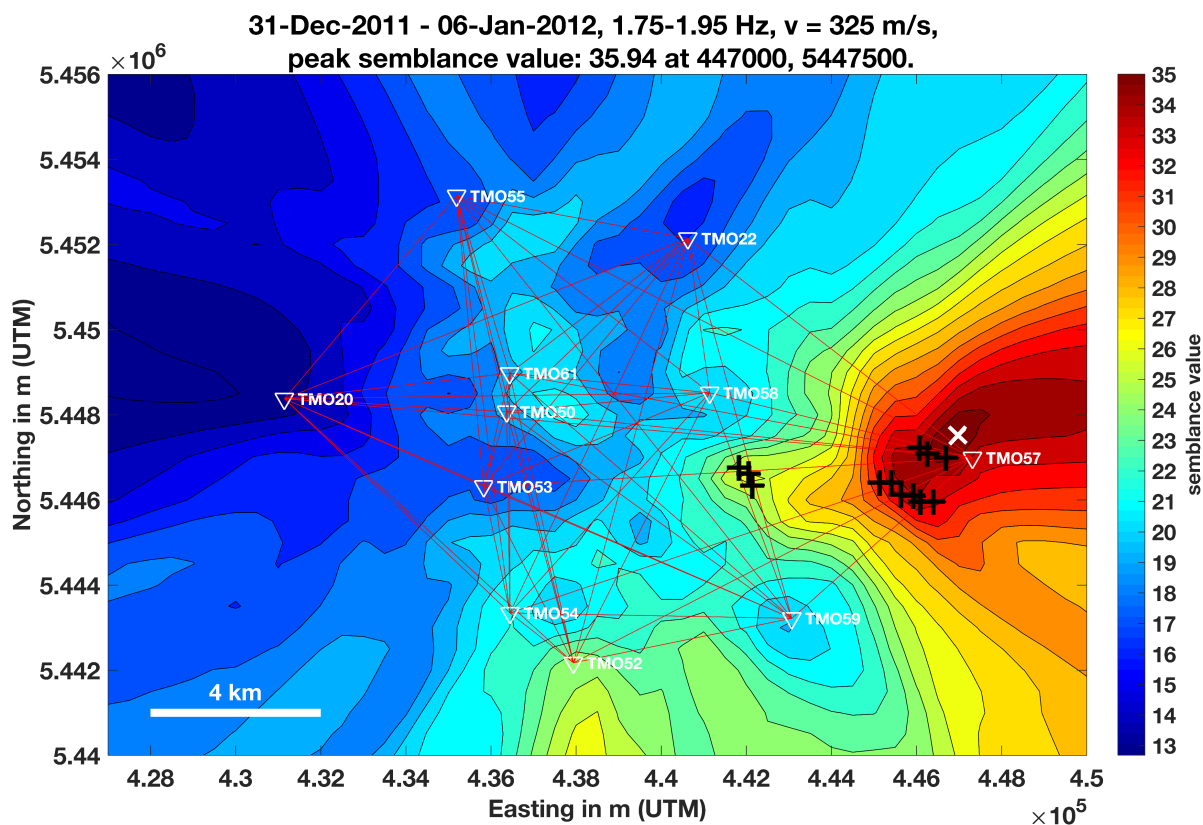 31-Dec-2011 - 06-Jan-2012, 1.75-1.95 Hz, v = 325 m/s,
peak semblance value: 35.94 at 447000, 5447500.
×10⁶
5.456
5.454
5.452
5.45
5.448
5.446
5.444
5.442
5.44
Northing in m (UTM)
TMO55
TMO22
TMO61
TMO58
TMO20
TMO50
TMO57
TMO53
TMO54
TMO59
TMO52
4 km
4.28
4.3
4.32
4.34
4.36
4.38
4.4
4.42
4.44
4.46
4.48
4.5
Easting in m (UTM)
×10⁵
35
34
33
32
31
30
29
28
27
26
25
24
23
22
21
20
19
18
17
16
15
14
13
semblance value